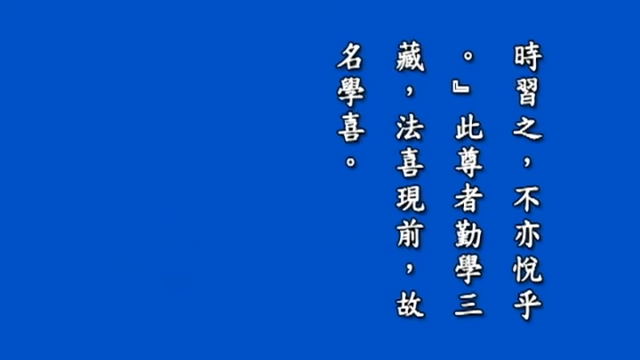 時習之，不亦悅乎
。』此尊者勤學三
藏，法喜現前，故
名學喜。